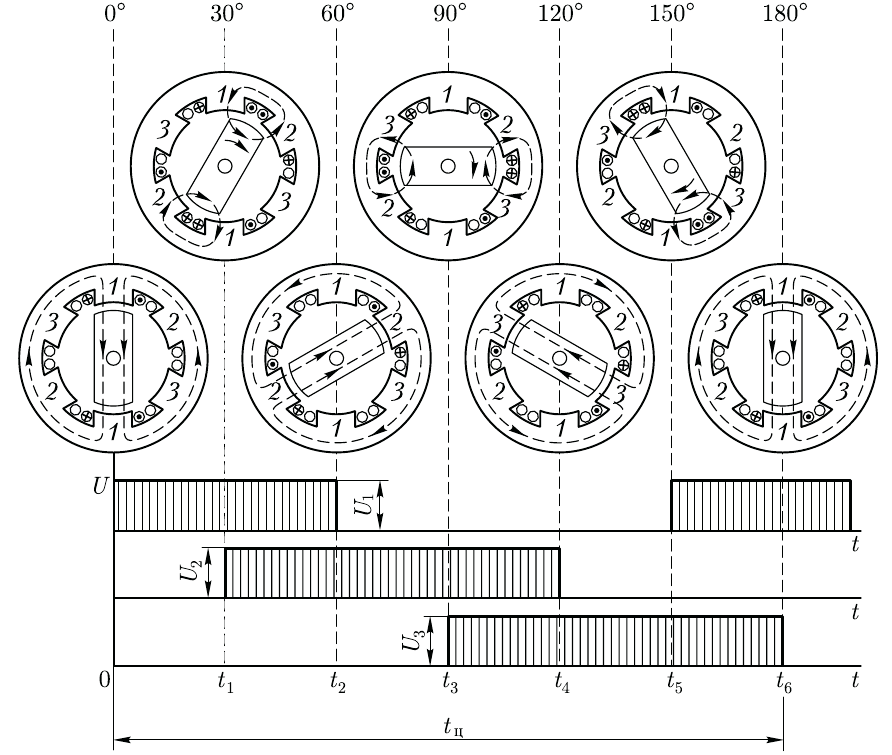 0° 30° 60° 90° 120° 150° 180°
1 1 1
3 2 3 2 3 2
2 3 2 3 2 3
1 1 1
1 1 1 1
3 2 3 2 3 2 3 2
2 3 2 3 2 3 2 3
1 1 1 1
U U₁ t
U₂ t
U₃
0 t₁ t₂ t₃ t₄ t₅ t₆ t
tц